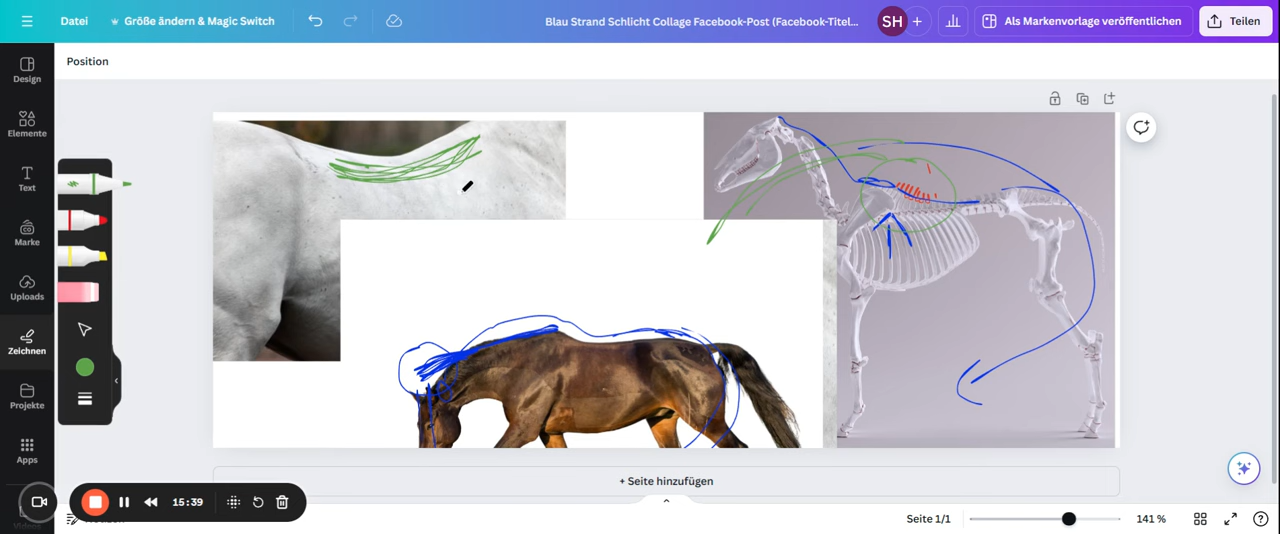 Datei
Größe ändern & Magic Switch
Blau Strand Schlicht Collage Facebook-Post (Facebook-Titel...
SH
Als Markenvorlage veröffentlichen
Teilen
Position
Design
Elemente
Text
Marke
Uploads
Zeichnen
Projekte
Apps
+ Seite hinzufügen
15:39
Seite 1/1
141 %